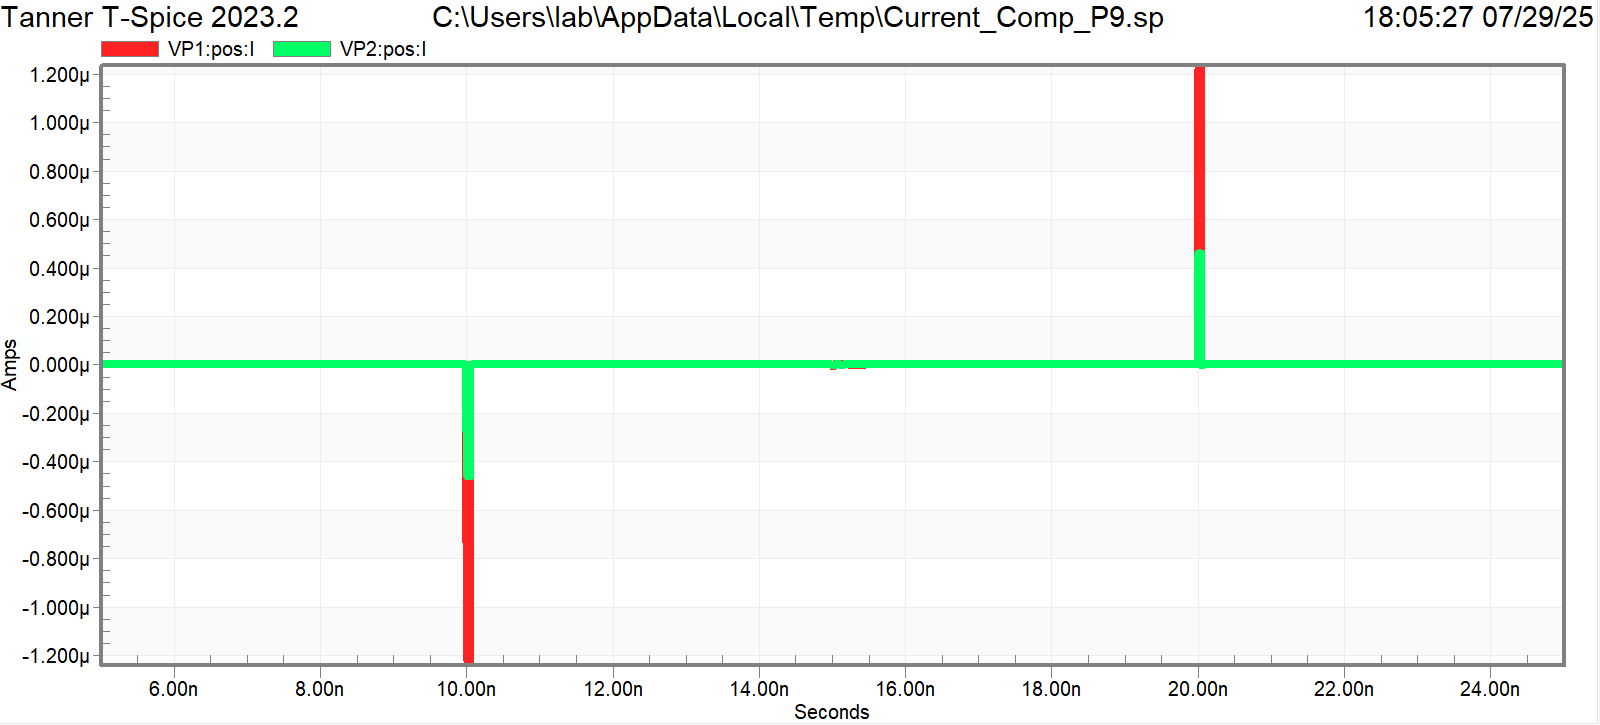 Tanner T-Spice 2023.2 C:\Users\lab\AppData\Local\Temp\Current_Comp_P9.sp 18:05:27 07/29/25
VP1:pos:I VP2:pos:I
1.200µ
1.000µ
0.800µ
0.600µ
0.400µ
0.200µ
0.000µ
-0.200µ
-0.400µ
-0.600µ
-0.800µ
-1.000µ
-1.200µ
Amps
6.00n 8.00n 10.00n 12.00n 14.00n 16.00n 18.00n 20.00n 22.00n 24.00n
Seconds